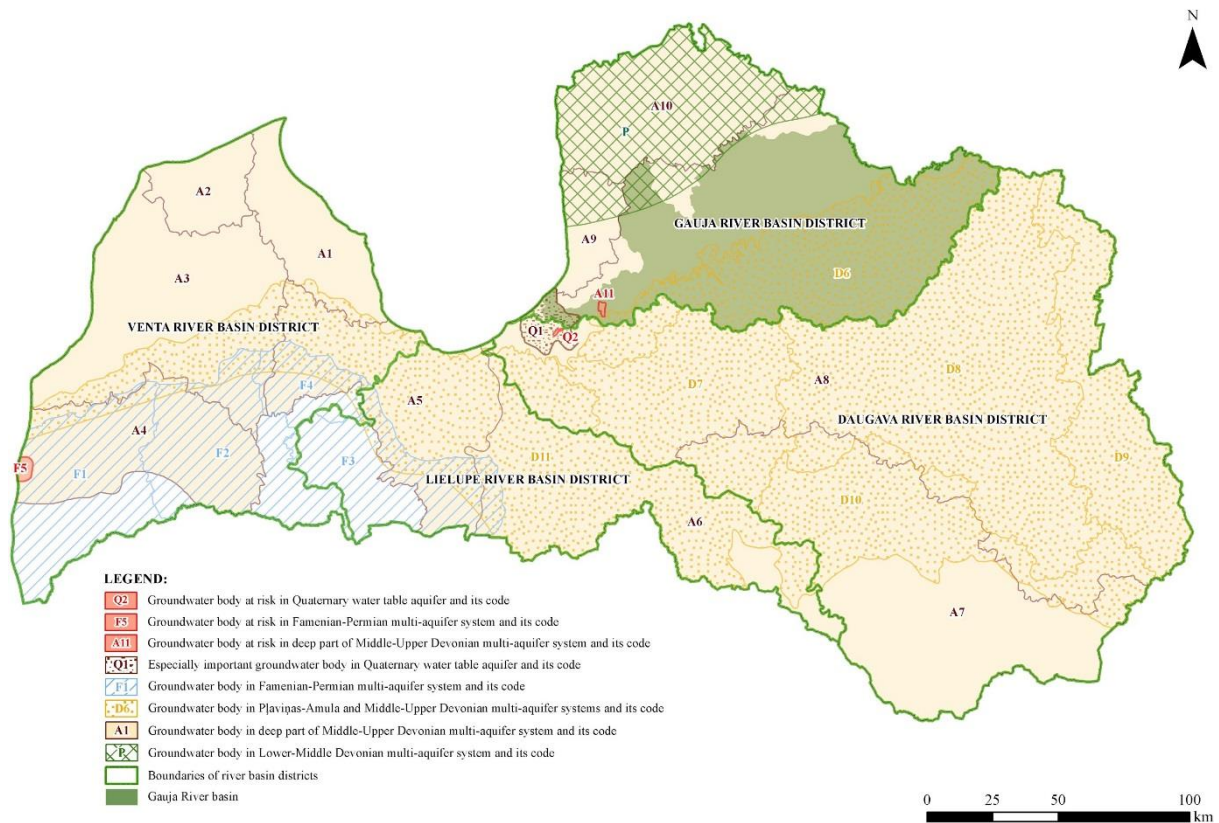 N
A10
P
A2
A9
GAUJA RIVER BASIN DISTRICT
A1
A3
D6
A11
VENTA RIVER BASIN DISTRICT
Q1
Q2
D7
A8
D8
F4
A5
DAUGAVA RIVER BASIN DISTRICT
A4
F2
F3
D11
D9
F5
F1
LIELUPE RIVER BASIN DISTRICT
D10
A6
A7
LEGEND:
Q2 Groundwater body at risk in Quaternary water table aquifer and its code
F5 Groundwater body at risk in Famenian-Permian multi-aquifer system and its code
A11 Groundwater body at risk in deep part of Middle-Upper Devonian multi-aquifer system and its code
Q1 Especially important groundwater body in Quaternary water table aquifer and its code
F1 Groundwater body in Famenian-Permian multi-aquifer system and its code
D6 Groundwater body in Pļaviņas-Amula and Middle-Upper Devonian multi-aquifer systems and its code
A1 Groundwater body in deep part of Middle-Upper Devonian multi-aquifer system and its code
P Groundwater body in Lower-Middle Devonian multi-aquifer system and its code
Boundaries of river basin districts
Gauja River basin
0 25 50 100
km